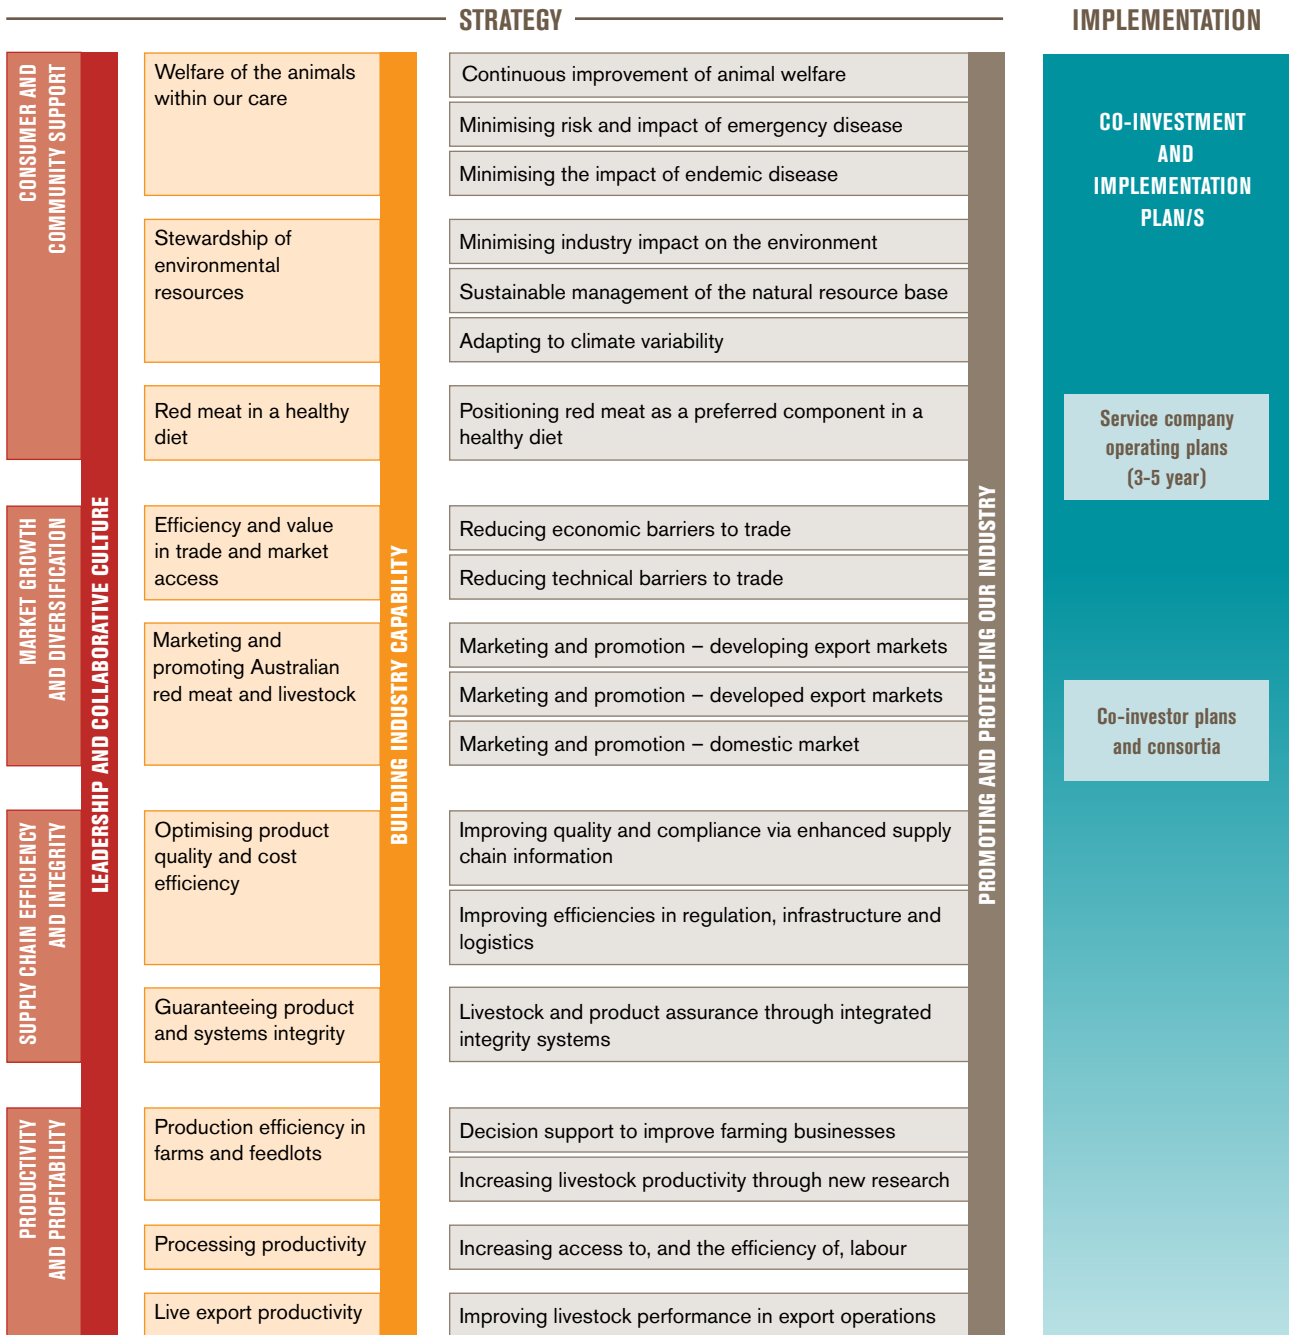 STRATEGY
IMPLEMENTATION
CONSUMER AND
COMMUNITY SUPPORT
Welfare of the animals
within our care
Continuous improvement of animal welfare
Minimising risk and impact of emergency disease
Minimising the impact of endemic disease
Stewardship of
environmental
resources
Minimising industry impact on the environment
Sustainable management of the natural resource base
Adapting to climate variability
Red meat in a healthy
diet
Positioning red meat as a preferred component in a
healthy diet
MARKET GROWTH
AND DIVERSIFICATION
Efficiency and value
in trade and market
access
Reducing economic barriers to trade
Reducing technical barriers to trade
Marketing and
promoting Australian
red meat and livestock
Marketing and promotion – developing export markets
Marketing and promotion – developed export markets
Marketing and promotion – domestic market
SUPPLY CHAIN EFFICIENCY
AND INTEGRITY
Optimising product
quality and cost
efficiency
Improving quality and compliance via enhanced supply
chain information
Improving efficiencies in regulation, infrastructure and
logistics
Guaranteeing product
and systems integrity
Livestock and product assurance through integrated
integrity systems
PRODUCTIVITY
AND PROFITABILITY
Production efficiency in
farms and feedlots
Decision support to improve farming businesses
Increasing livestock productivity through new research
Processing productivity
Increasing access to, and the efficiency of, labour
Live export productivity
Improving livestock performance in export operations
LEADERSHIP AND COLLABORATIVE CULTURE
BUILDING INDUSTRY CAPABILITY
PROMOTING AND PROTECTING OUR INDUSTRY
CO-INVESTMENT
AND
IMPLEMENTATION
PLAN/S
Service company
operating plans
(3-5 year)
Co-investor plans
and consortia